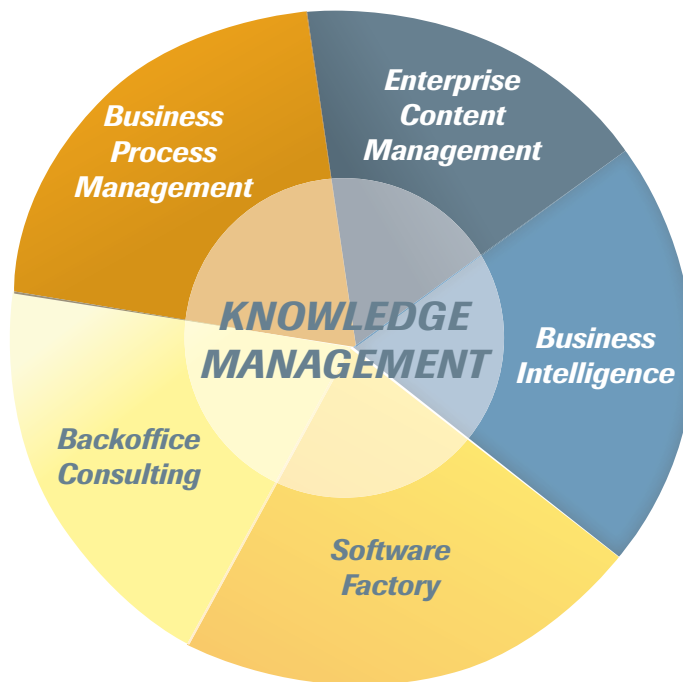 Enterprise
Content
Management
Business
Process
Management
KNOWLEDGE
MANAGEMENT
Business
Intelligence
Backoffice
Consulting
Software
Factory